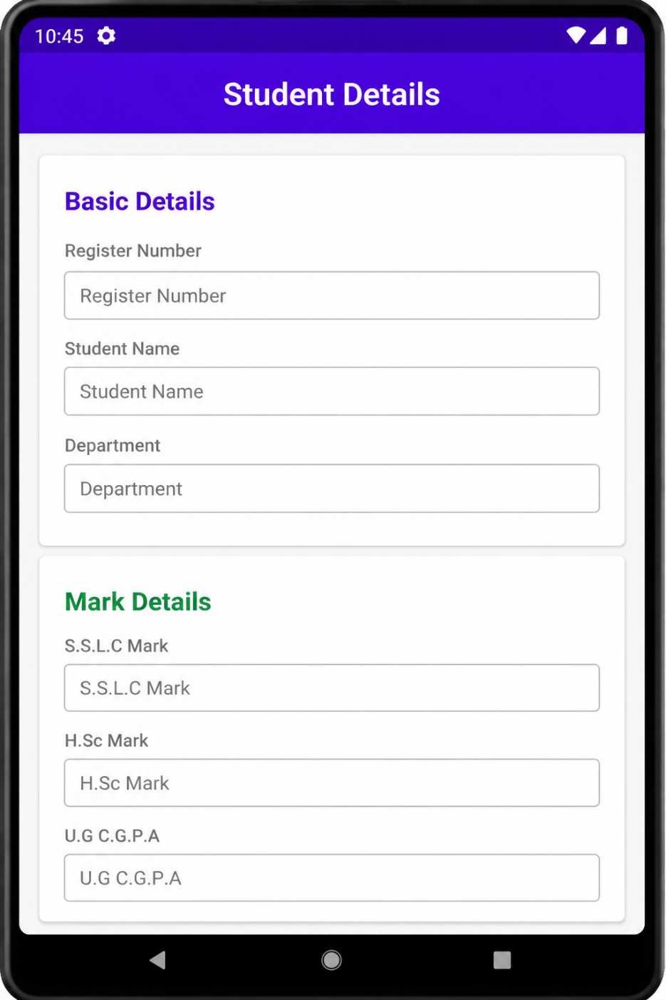 10:45
Student Details
Basic Details
Register Number
Register Number
Student Name
Student Name
Department
Department
Mark Details
S.S.L.C Mark
S.S.L.C Mark
H.Sc Mark
H.Sc Mark
U.G C.G.P.A
U.G C.G.P.A